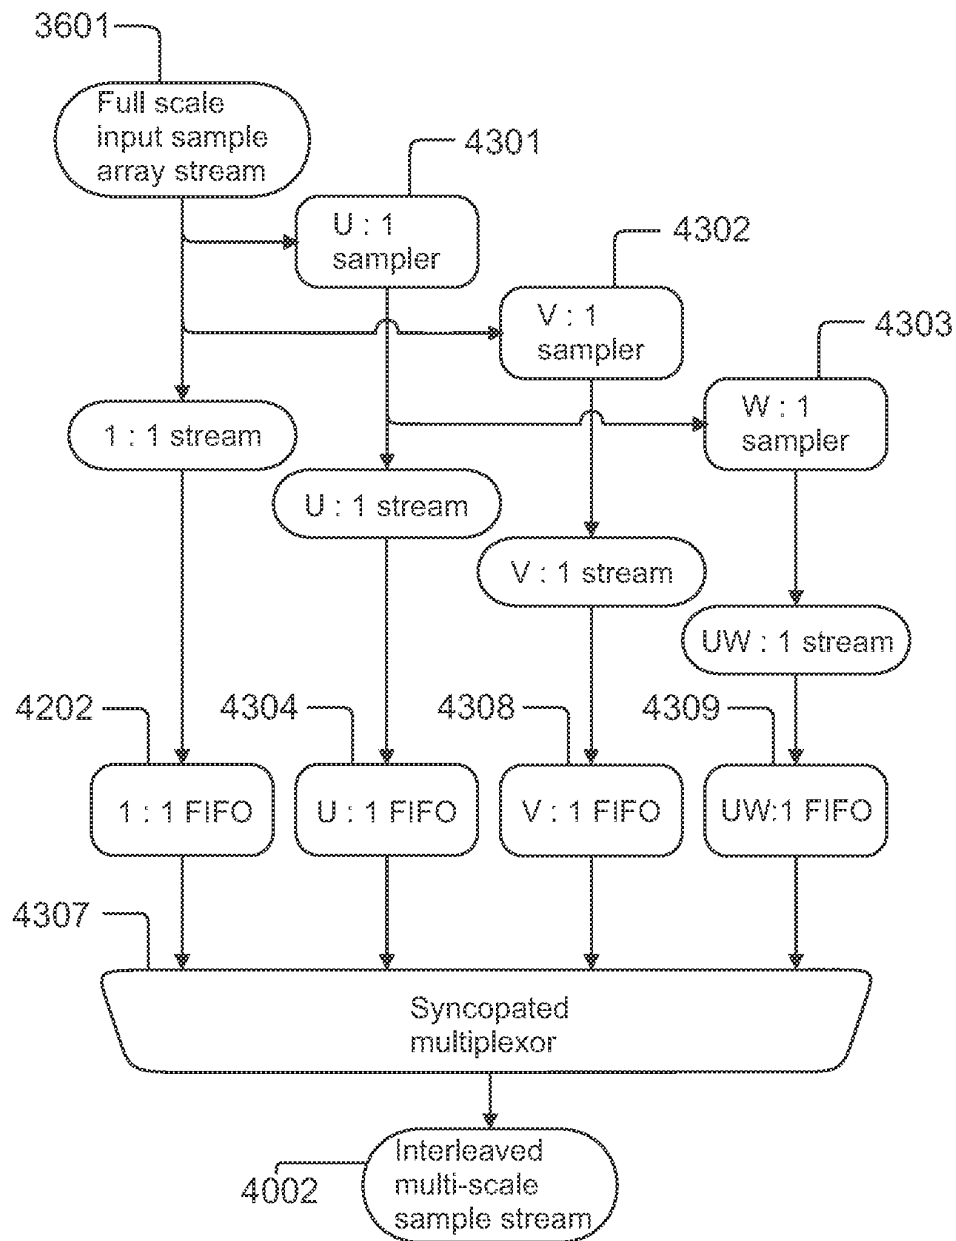 3601
Full scale
input sample
array stream
4301
U : 1
sampler
4302
V : 1
sampler
4303
W : 1
sampler
1 : 1 stream
U : 1 stream
V : 1 stream
UW : 1 stream
4202
4304
4308
4309
1 : 1 FIFO
U : 1 FIFO
V : 1 FIFO
UW:1 FIFO
4307
Syncopated
multiplexor
Interleaved
multi-scale
sample stream
4002